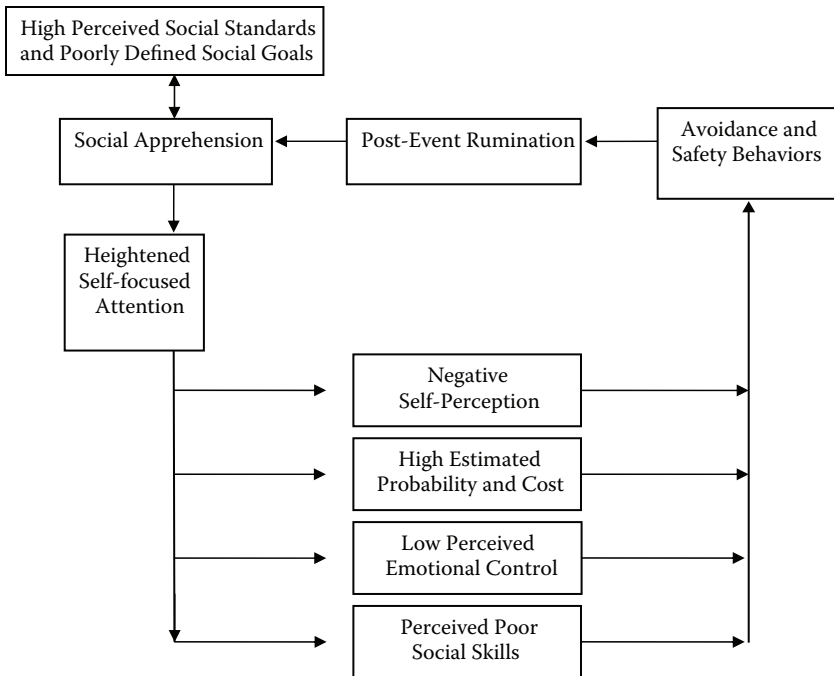 High Perceived Social Standards
and Poorly Defined Social Goals
Social Apprehension
Post-Event Rumination
Avoidance and
Safety Behaviors
Heightened
Self-focused
Attention
Negative
Self-Perception
High Estimated
Probability and Cost
Low Perceived
Emotional Control
Perceived Poor
Social Skills